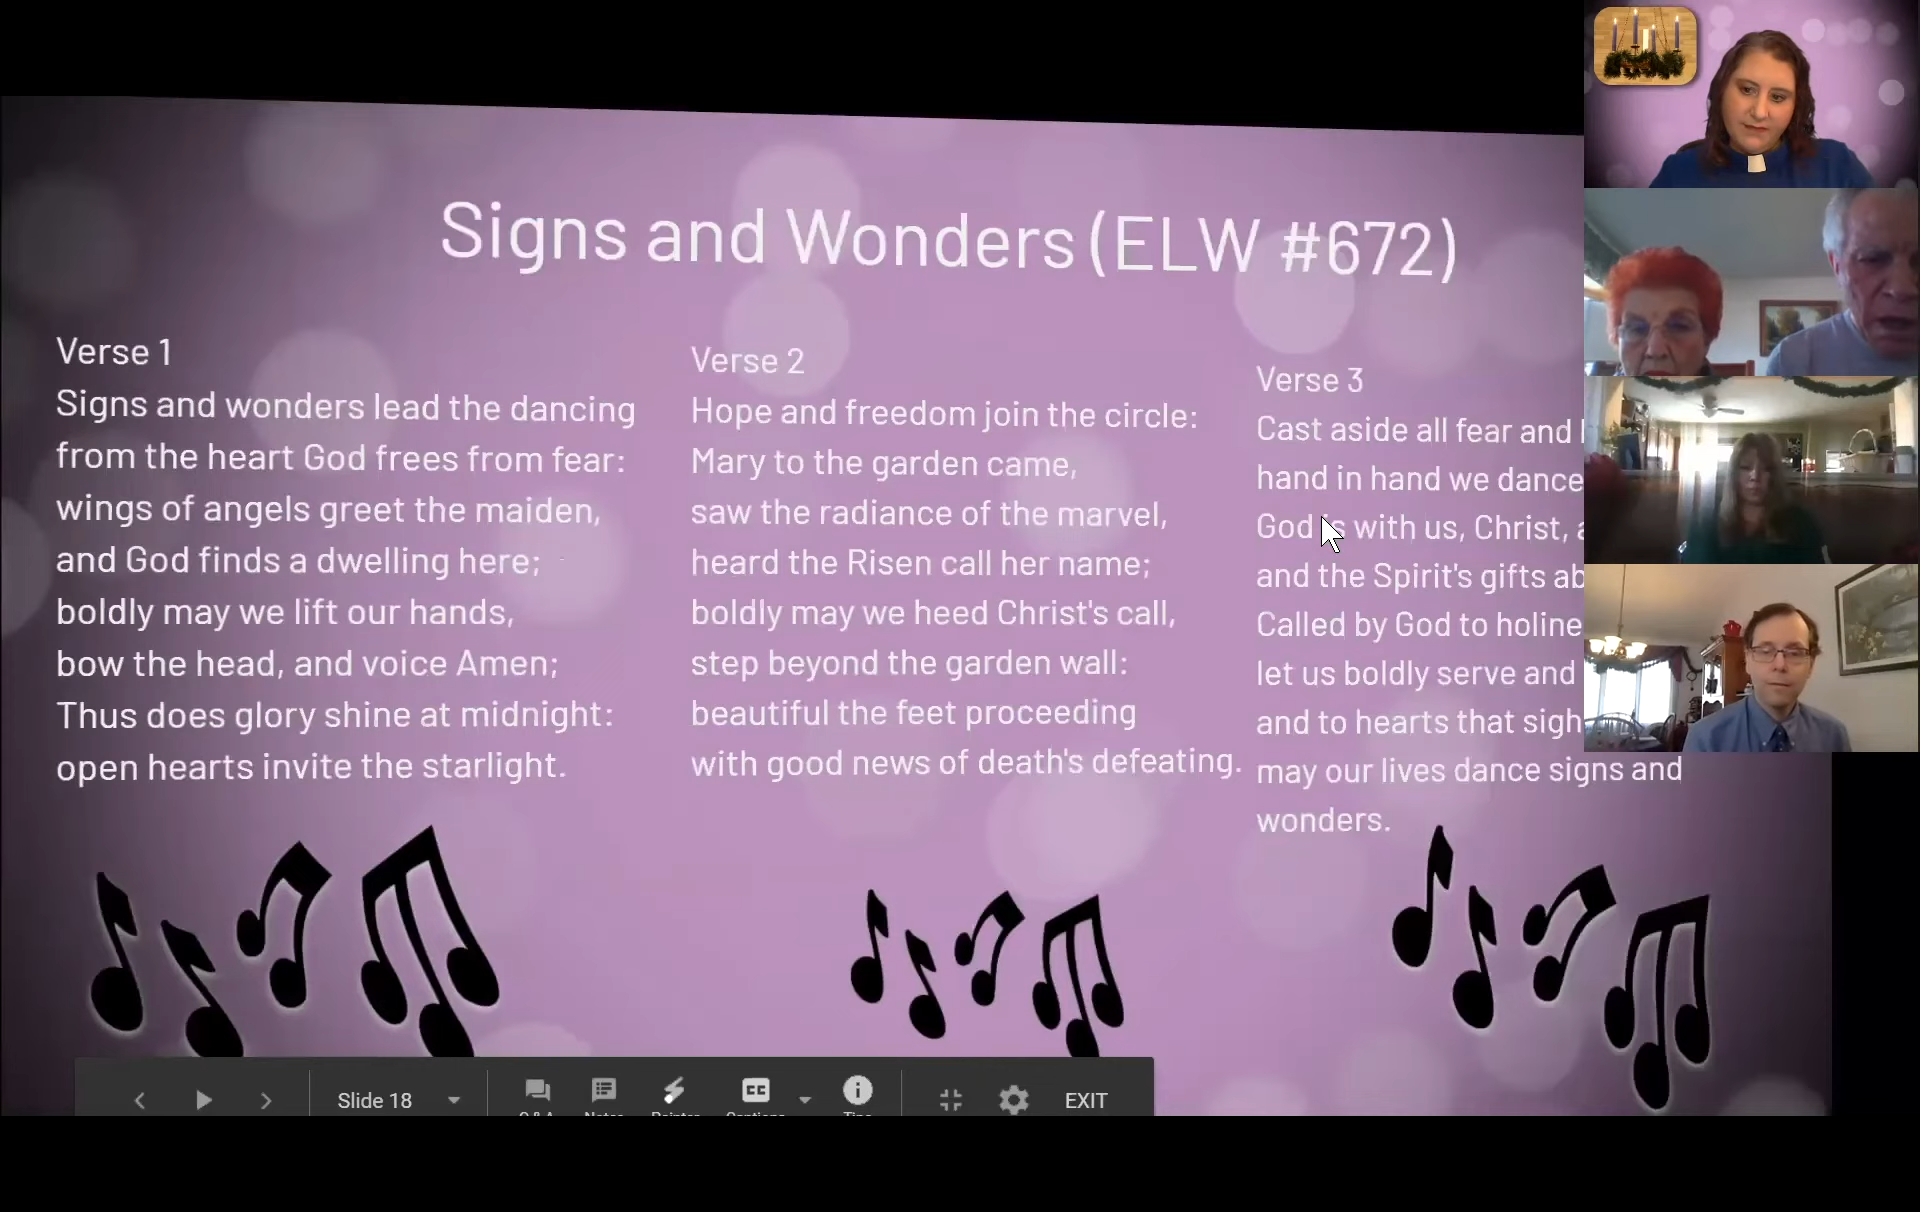 Signs and Wonders (ELW #672)
Verse 1
Signs and wonders lead the dancing
from the heart God frees from fear:
wings of angels greet the maiden,
and God finds a dwelling here;
boldly may we lift our hands,
bow the head, and voice Amen;
Thus does glory shine at midnight:
open hearts invite the starlight.
Verse 2
Hope and freedom join the circle:
Mary to the garden came,
saw the radiance of the marvel,
heard the Risen call her name;
boldly may we heed Christ's call,
step beyond the garden wall:
beautiful the feet proceeding
with good news of death's defeating.
Verse 3
Cast aside all fear and
hand in hand we dance
God is with us, Christ,
and the Spirit's gifts
Called by God to
let us boldly serve and
and to hearts that
may our lives dance signs and
wonders.
Slide 18
CC
EXIT